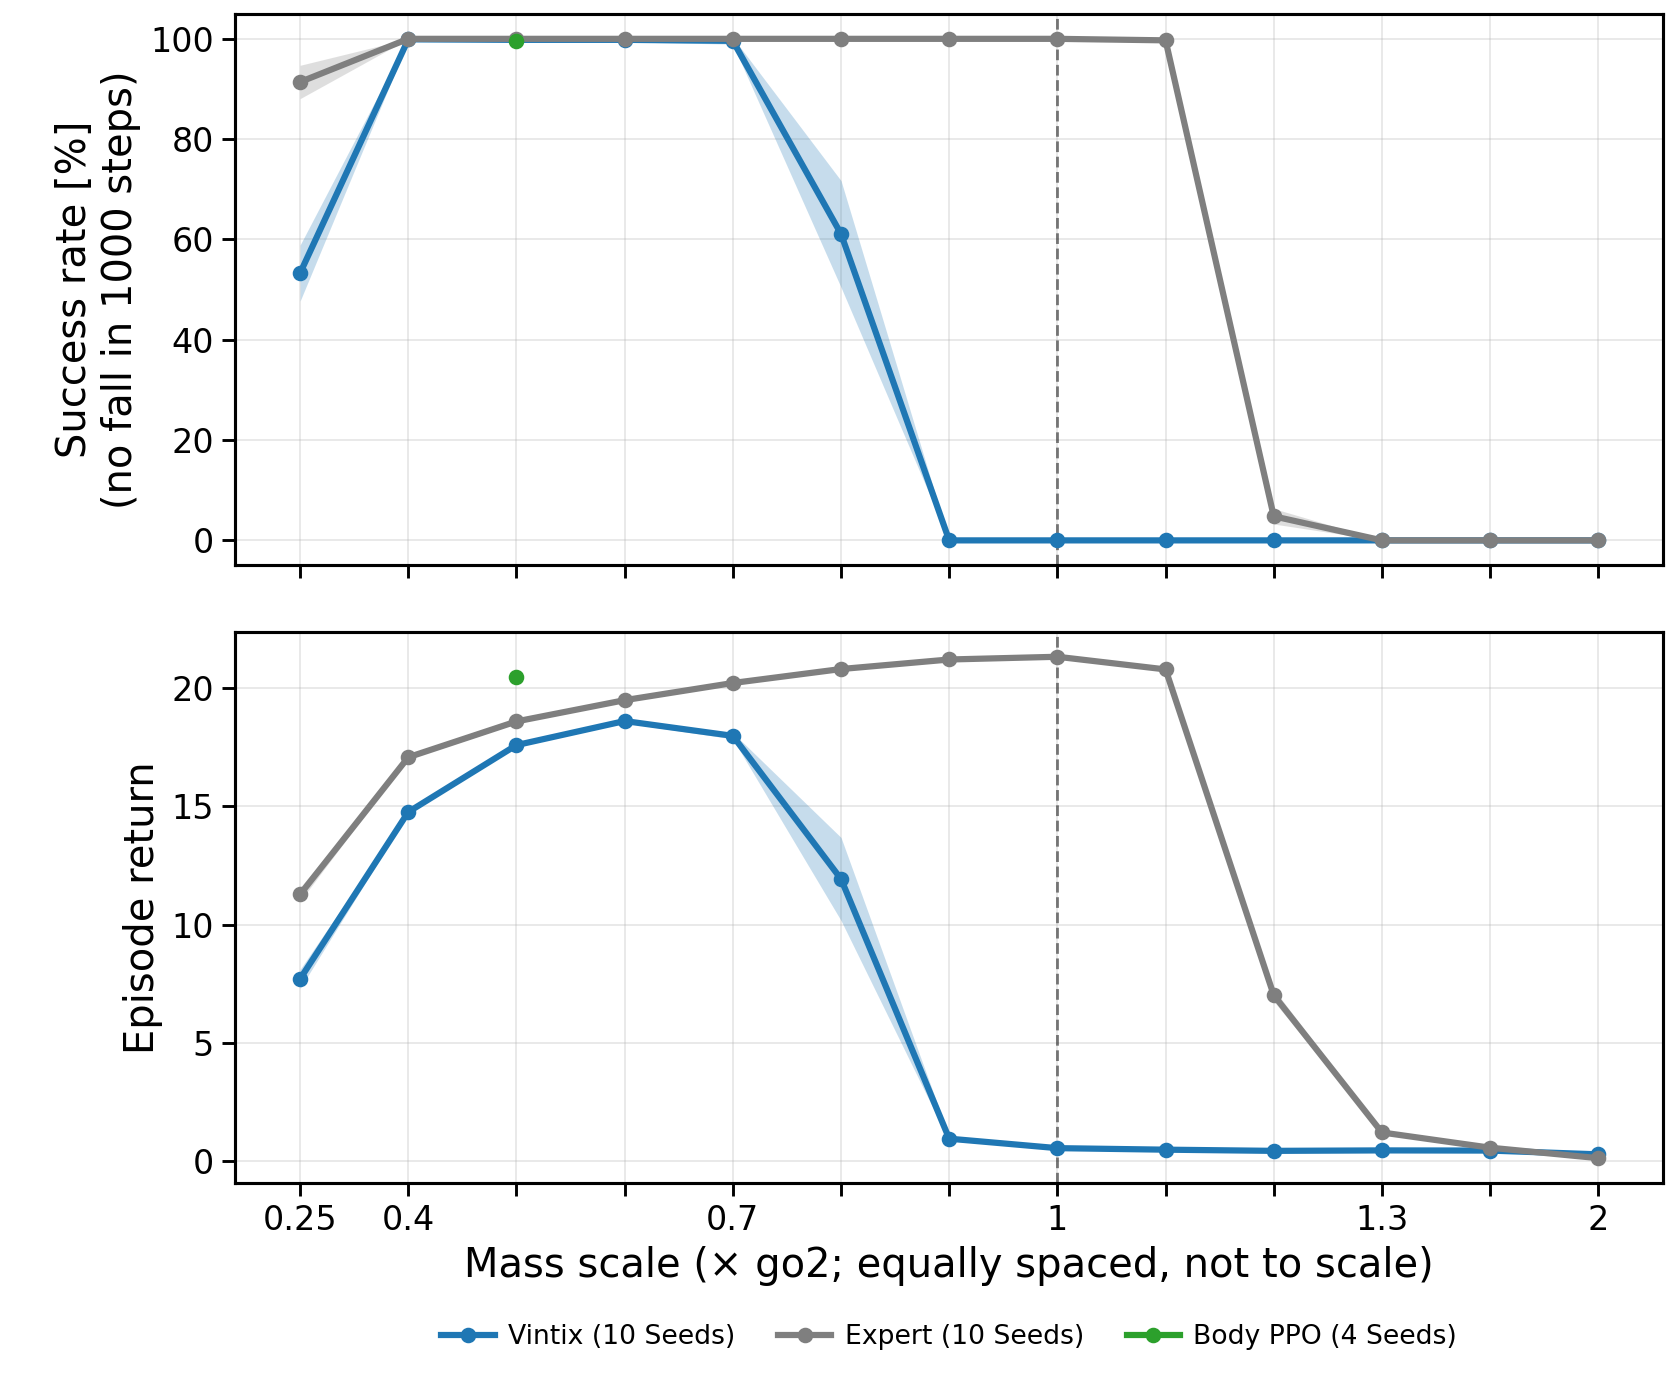 Success rate [%]
(no fall in 1000 steps)
100
80
60
40
20
0
Episode return
20
15
10
5
0
0.25 0.4 0.7 1 1.3 2
Mass scale (× go2; equally spaced, not to scale)
Vintix (10 Seeds) Expert (10 Seeds) Body PPO (4 Seeds)